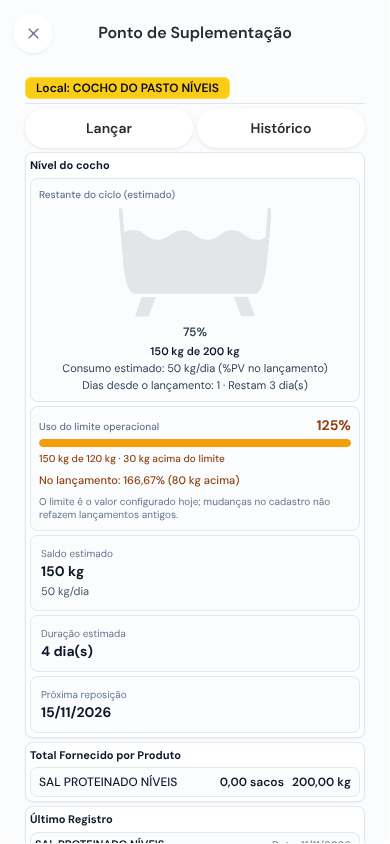 Ponto de Suplementação
Local: COCHO DO PASTO NÍVEIS
Lançar
Histórico
Nível do cocho
Restante do ciclo (estimado)
75%
150 kg de 200 kg
Consumo estimado: 50 kg/dia (%PV no lançamento)
Dias desde o lançamento: 1 · Restam 3 dia(s)
Uso do limite operacional 125%
150 kg de 120 kg · 30 kg acima do limite
No lançamento: 166,67% (80 kg acima)
O limite é o valor configurado hoje; mudanças no cadastro não
refazem lançamentos antigos.
Saldo estimado
150 kg
50 kg/dia
Duração estimada
4 dia(s)
Próxima reposição
15/11/2026
Total Fornecido por Produto
SAL PROTEINADO NÍVEIS 0,00 sacos 200,00 kg
Último Registro
SAL PROTEINADO NÍVEIS